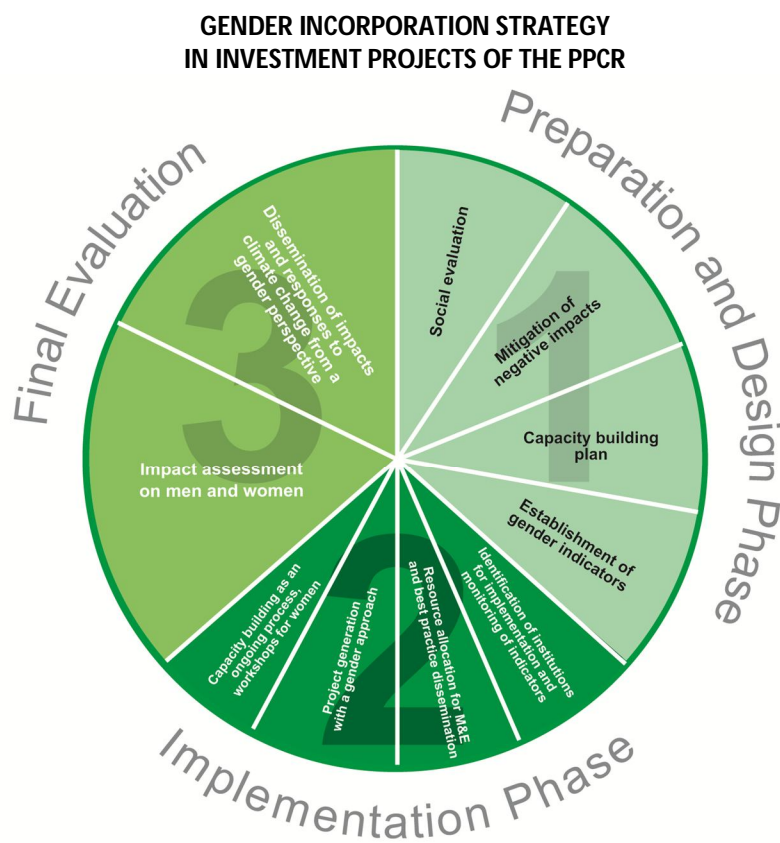 GENDER INCORPORATION STRATEGY
IN INVESTMENT PROJECTS OF THE PPCR
Preparation and Design Phase
1
Social evaluation
Mitigation of
negative impacts
Capacity building
plan
Establishment of
gender indicators
Implementation Phase
2
Identification of institutions
for implementation and
monitoring of indicators
Resource allocation for M&E
and best practice dissemination
Project generation
with a gender approach
Capacity building as an
ongoing process,
workshops for women
Final Evaluation
3
Impact assessment
on men and women
Dissemination of impacts
and responses to
climate change from a
gender perspective